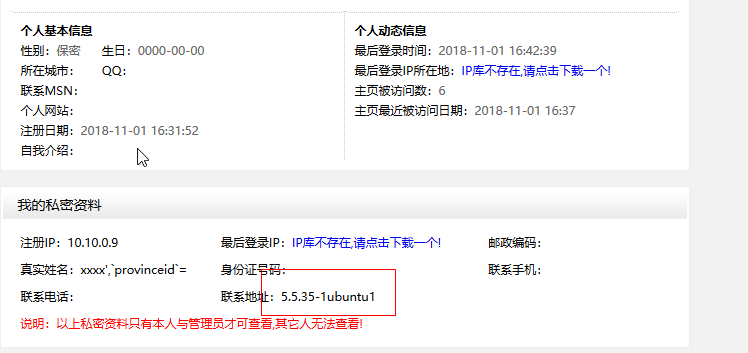 个人基本信息
性别：保密 生日：0000-00-00
所在城市： QQ：
联系MSN：
个人网站：
注册日期：2018-11-01 16:31:52
自我介绍：
个人动态信息
最后登录时间：2018-11-01 16:42:39
最后登录IP所在地：IP库不存在,请点击下载一个!
主页被访问数：6
主页最近被访问日期：2018-11-01 16:37
我的私密资料
注册IP：10.10.0.9 最后登录IP：IP库不存在,请点击下载一个! 邮政编码：
真实姓名：xxxx',`provinceid`= 身份证号码： 联系手机：
联系电话： 联系地址：5.5.35-1ubuntu1
说明：以上私密资料只有本人与管理员才可查看,其它人无法查看!